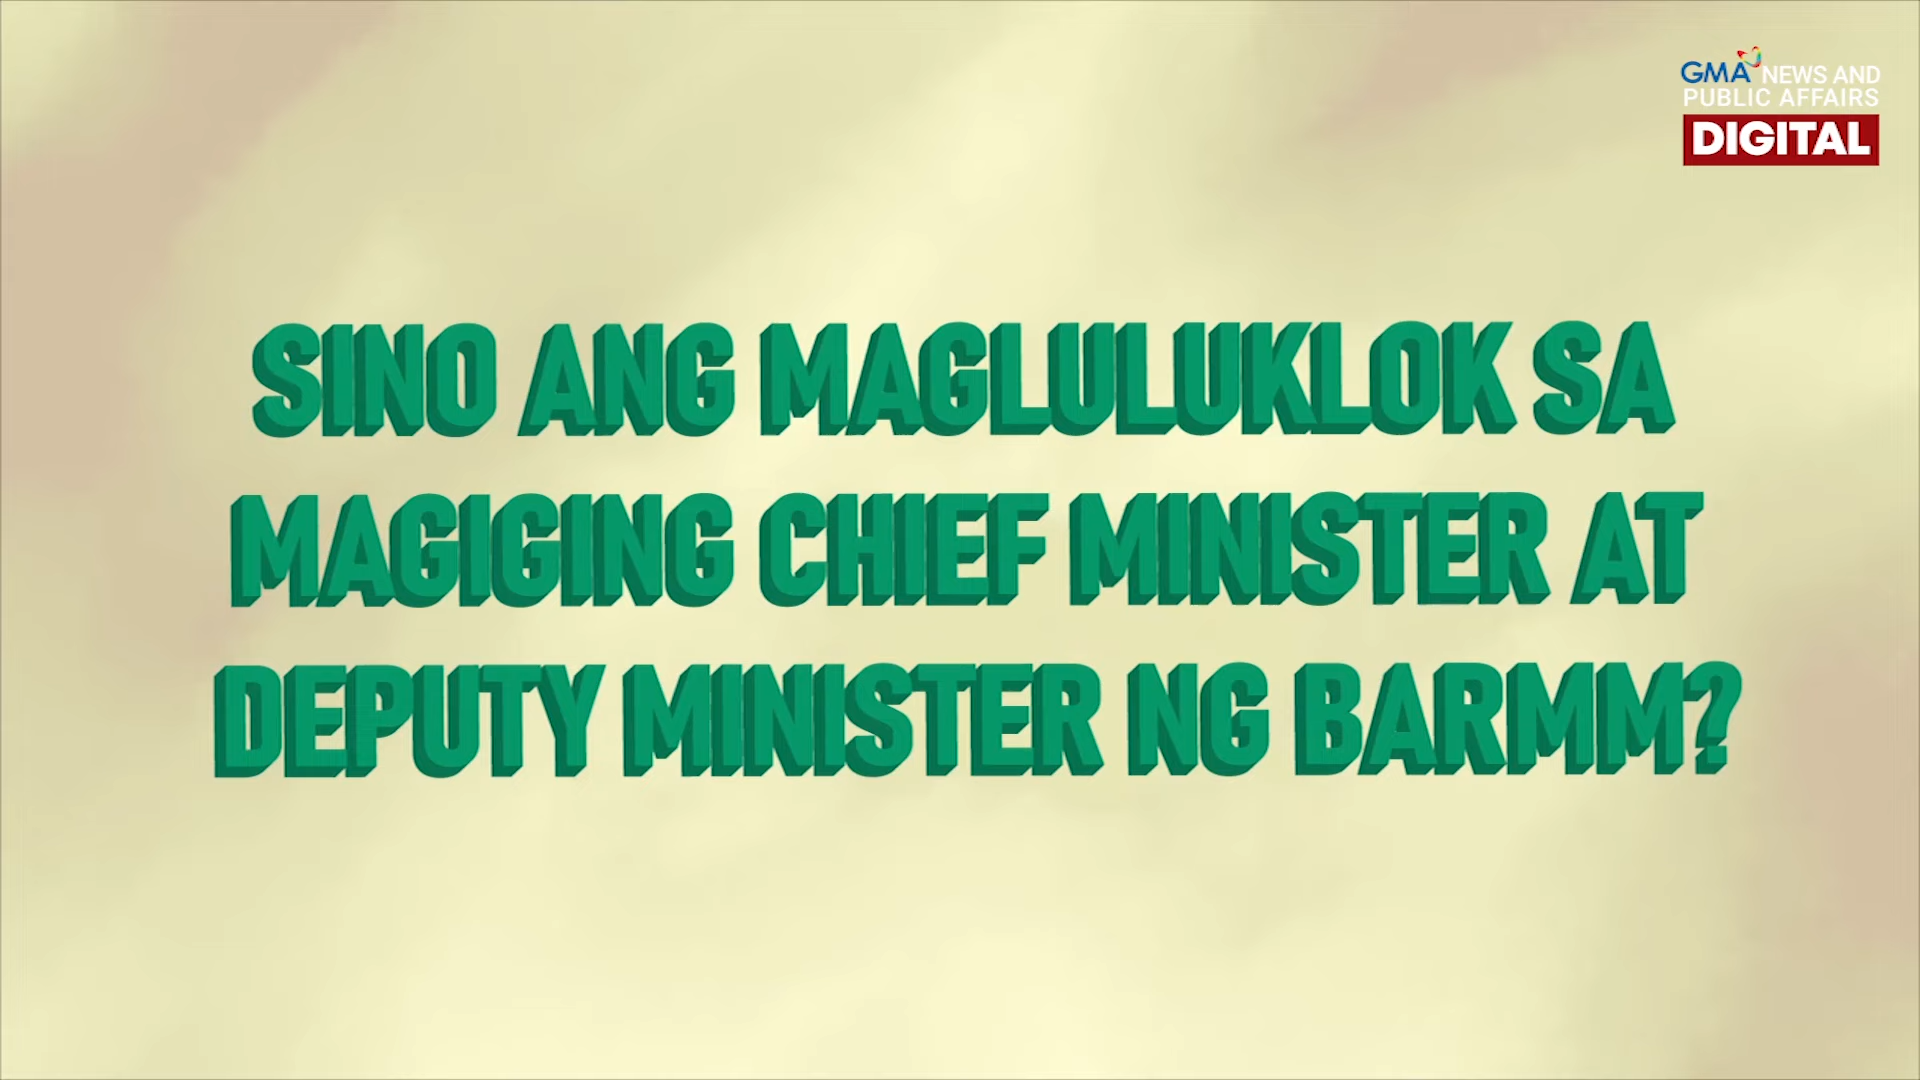 GMA NEWS AND
PUBLIC AFFAIRS
DIGITAL
SINO ANG MAGLULUKLOK SA
MAGIGING CHIEF MINISTER AT
DEPUTY MINISTER NG BARMM?